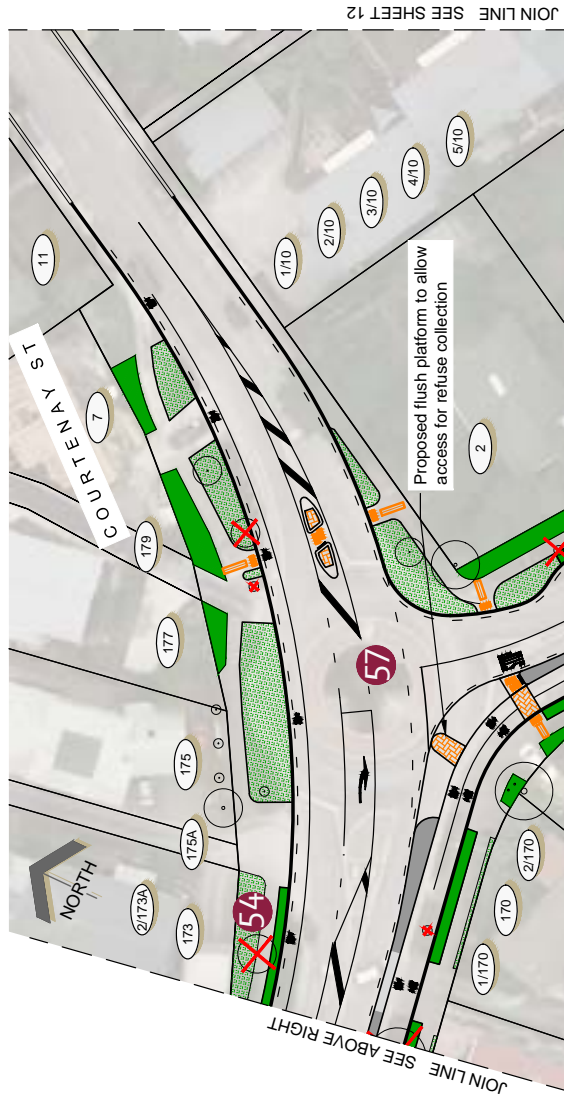 JOIN LINE SEE SHEET 12
11
COURTENAY ST
7
179
177
175
175A
2/173A
173
NORTH
54
57
1/10
2/10
3/10
4/10
5/10
Proposed flush platform to allow
access for refuse collection
2
2/170
170
1/170
JOIN LINE SEE ABOVE RIGHT